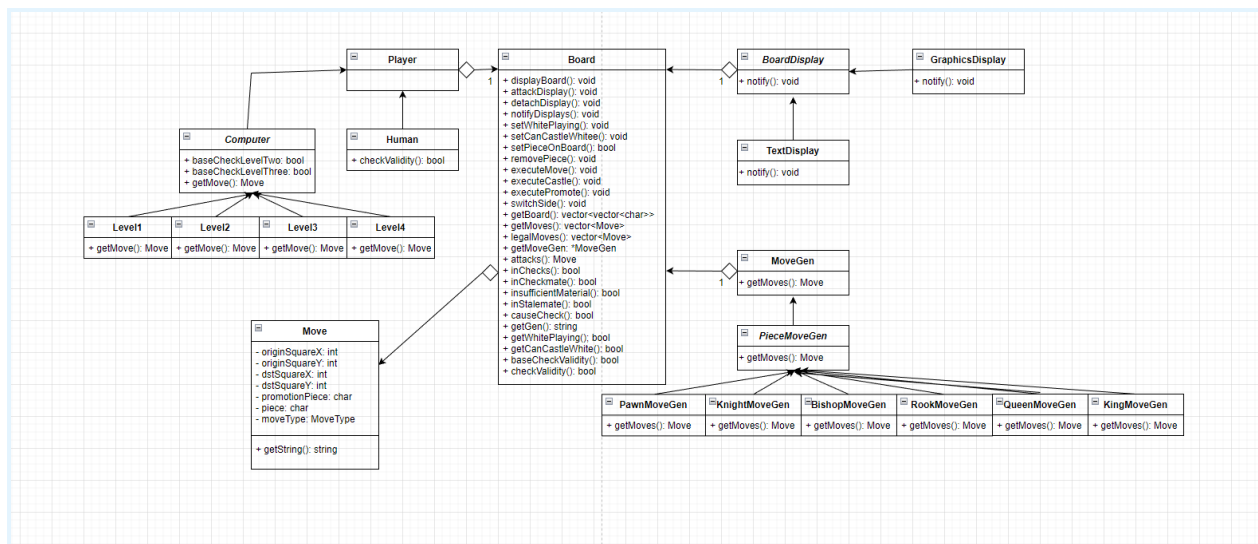 Player
Board
+ displayBoard(): void
+ attackDisplay(): void
+ detachDisplay(): void
+ notifyDisplays(): void
+ setWhitePlaying(): void
+ setCanCastleWhitee(): void
+ setPieceOnBoard(): bool
+ removePiece(): void
+ executeMove(): void
+ executeCastle(): void
+ executePromote(): void
+ switchSide(): void
+ getBoard(): vector<vector<char>>
+ getMoves(): vector<Move>
+ legalMoves(): vector<Move>
+ getMoveGen: *MoveGen
+ attacks(): Move
+ inChecks(): bool
+ inCheckmate(): bool
+ insufficientMaterial(): bool
+ inStalemate(): bool
+ causeCheck(): bool
+ getGen(): string
+ getWhitePlaying(); bool
+ getCanCastleWhite(): bool
+ baseCheckValidity(): bool
+ checkValidity(): bool
1
BoardDisplay
+ notify(): void
1
GraphicsDisplay
+ notify(): void
TextDisplay
+ notify(): void
Computer
+ baseCheckLevelTwo: bool
+ baseCheckLevelThree: bool
+ getMove(): Move
Human
+ checkValidity(): bool
Level1
+ getMove(): Move
Level2
+ getMove(): Move
Level3
+ getMove(): Move
Level4
+ getMove(): Move
MoveGen
+ getMoves(): Move
1
Move
- originSquareX: int
- originSquareY: int
- dstSquareX: int
- dstSquareY: int
- promotionPiece: char
- piece: char
- moveType: MoveType
+ getString(): string
PieceMoveGen
+ getMoves(): Move
PawnMoveGen
+ getMoves(): Move
KnightMoveGen
+ getMoves(): Move
BishopMoveGen
+ getMoves(): Move
RookMoveGen
+ getMoves(): Move
QueenMoveGen
+ getMoves(): Move
KingMoveGen
+ getMoves(): Move